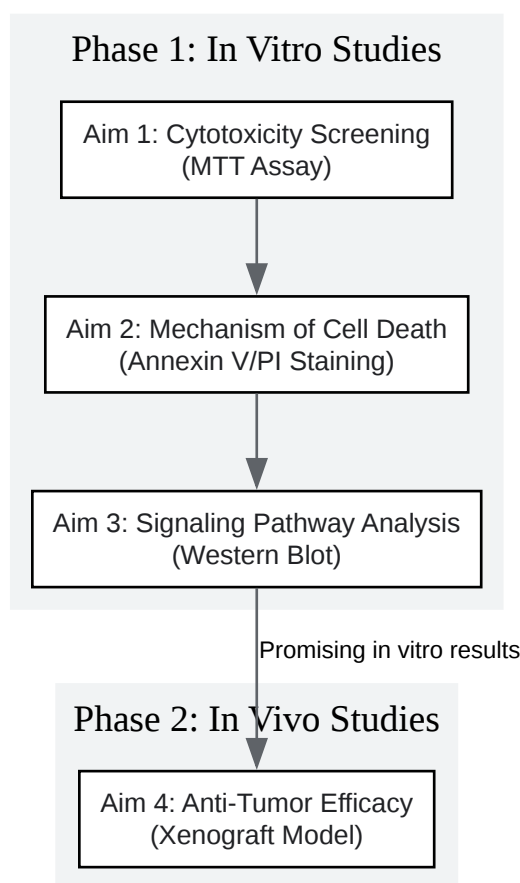 Phase 1: In Vitro Studies
Aim 1: Cytotoxicity Screening
(MTT Assay)
Aim 2: Mechanism of Cell Death
(Annexin V/PI Staining)
Aim 3: Signaling Pathway Analysis
(Western Blot)
Promising in vitro results
Phase 2: In Vivo Studies
Aim 4: Anti-Tumor Efficacy
(Xenograft Model)